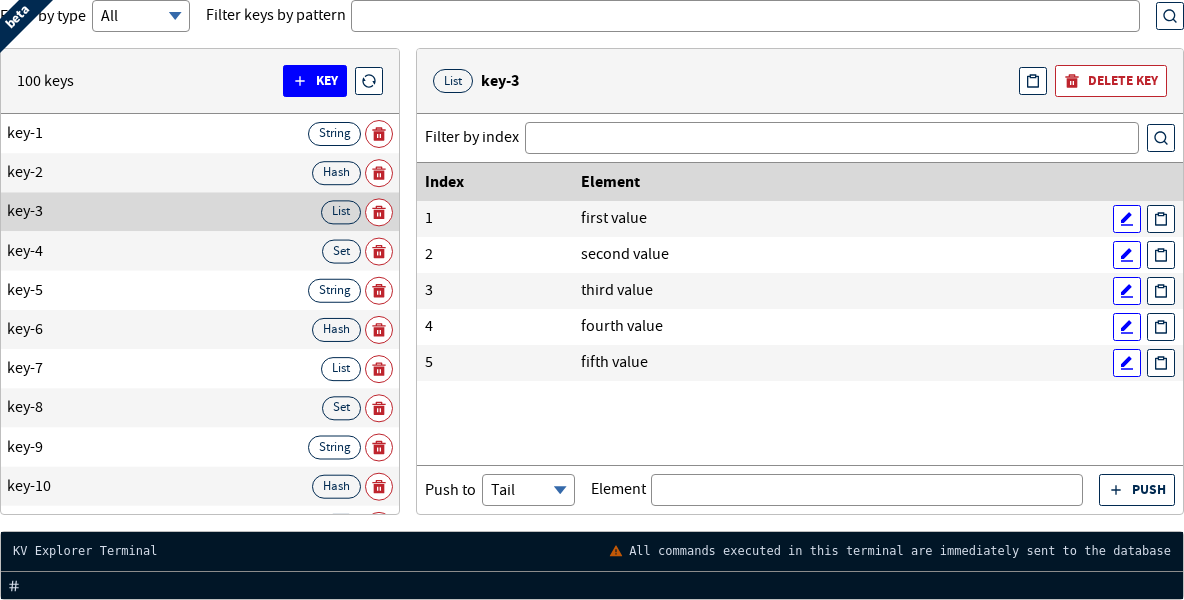 beta
by type All Filter keys by pattern
100 keys + KEY
List key-3 DELETE KEY
key-1 String
key-2 Hash
key-3 List
key-4 Set
key-5 String
key-6 Hash
key-7 List
key-8 Set
key-9 String
key-10 Hash
Filter by index
Index Element
1 first value
2 second value
3 third value
4 fourth value
5 fifth value
Push to Tail Element + PUSH
KV Explorer Terminal All commands executed in this terminal are immediately sent to the database
#